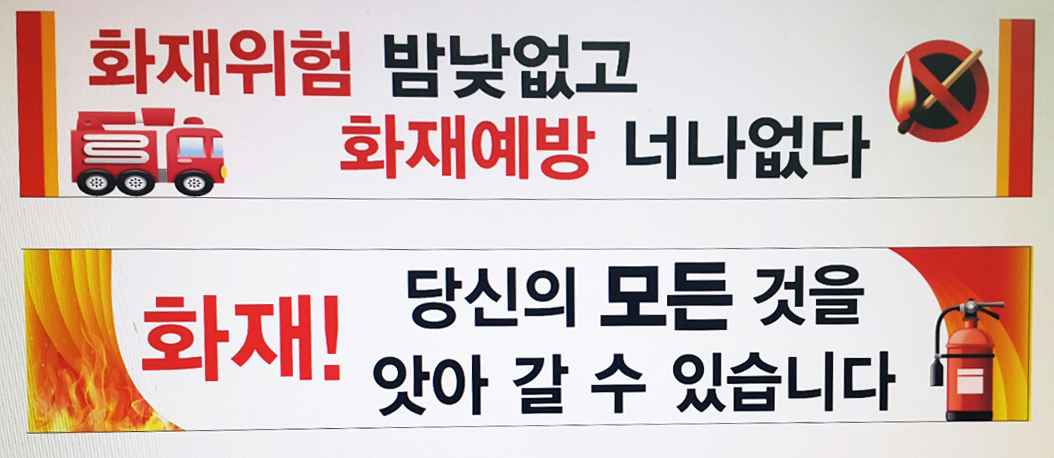 화재위험 밤낮없고
화재예방 너나없다
화재!
당신의 모든 것을
앗아 갈 수 있습니다